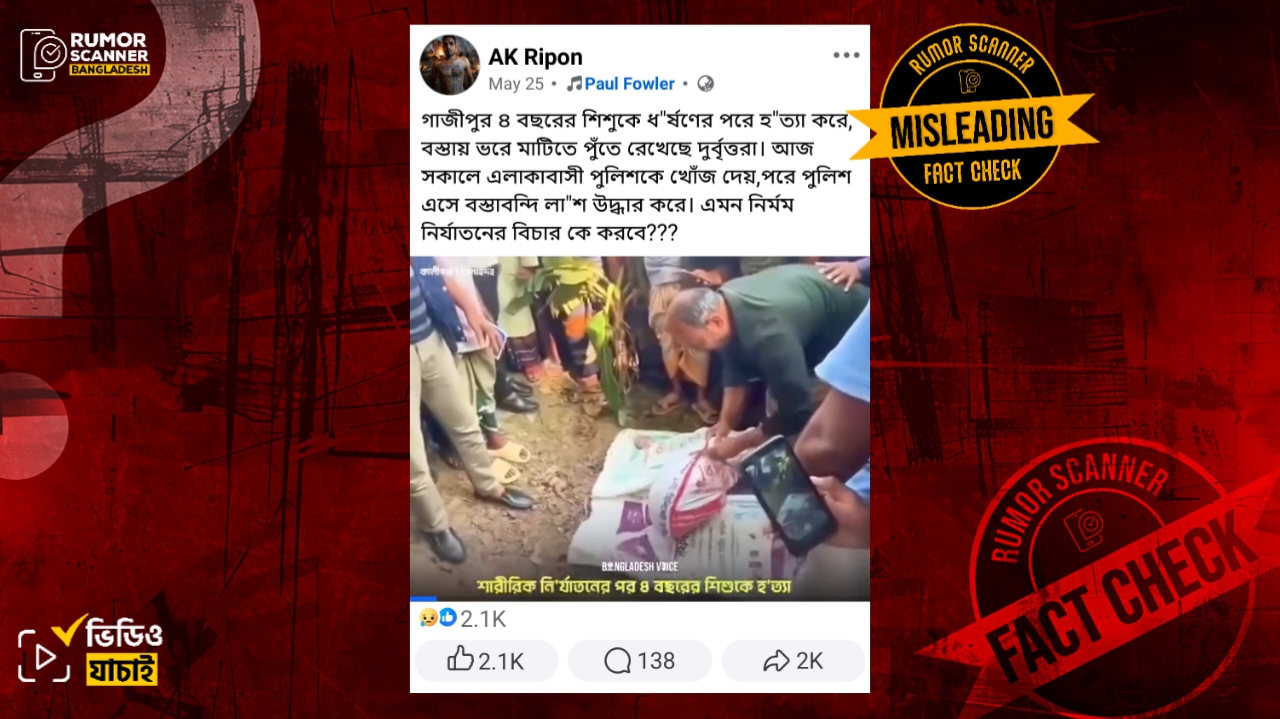 RUMOR
SCANNER
BANGLADESH
AK Ripon
May 25 • Paul Fowler •
গাজীপুর ৪ বছরের শিশুকে ধ"র্ষণের পরে হ"ত্যা করে,
বস্তায় ভরে মাটিতে পুঁতে রেখেছে দুর্বৃত্তরা। আজ
সকালে এলাকাবাসী পুলিশকে খোঁজ দেয়,পরে পুলিশ
এসে বস্তাবন্দি লা"শ উদ্ধার করে। এমন নির্মম
নির্যাতনের বিচার কে করবে???
RUMOR SCANNER
MISLEADING
FACT CHECK
BANGLADESH VOICE
শারীরিক নি'র্যাতনের পর ৪ বছরের শিশুকে হ'ত্যা
2.1K
2.1K 138 2K
ভিডিও
যাচাই
RUMOR SCANNER
FACT CHECK